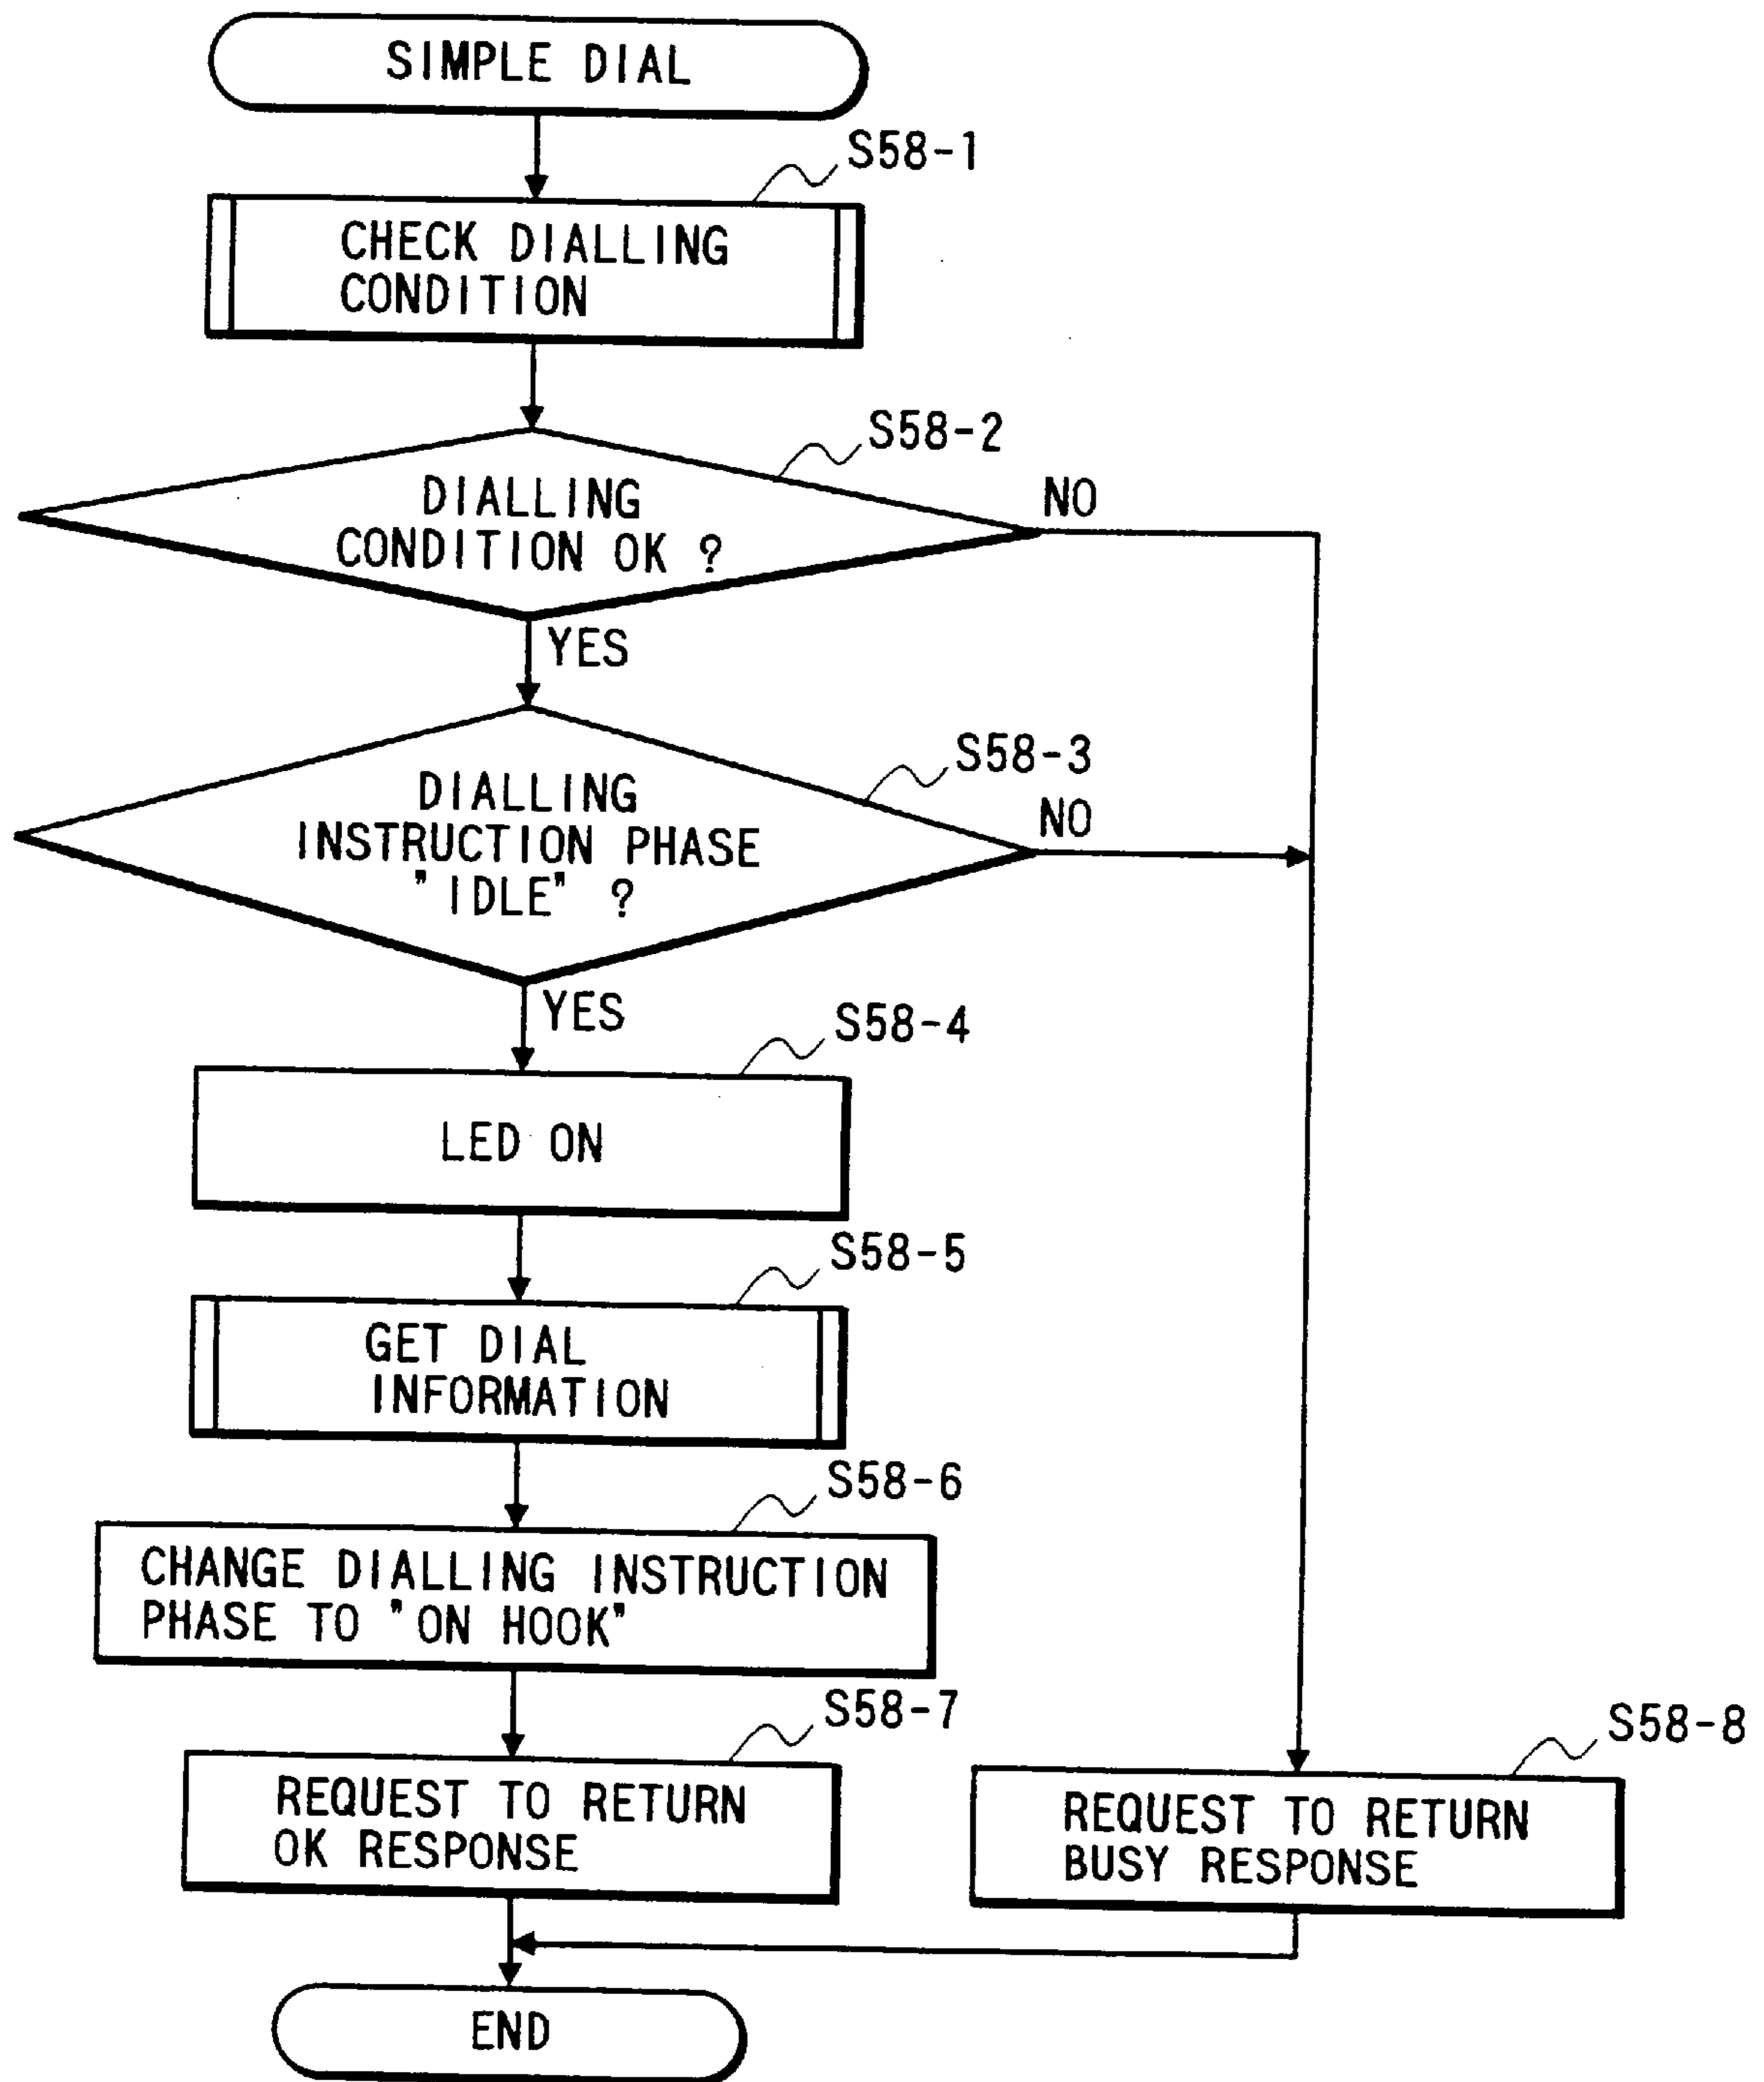 SIMPLE DIAL
S58-1
CHECK DIALLING
CONDITION
S58-2
DIALLING
CONDITION OK ?
NO
YES
S58-3
DIALLING
INSTRUCTION PHASE
"IDLE" ?
NO
YES
S58-4
LED ON
S58-5
GET DIAL
INFORMATION
S58-6
CHANGE DIALLING INSTRUCTION
PHASE TO "ON HOOK"
S58-7
REQUEST TO RETURN
OK RESPONSE
S58-8
REQUEST TO RETURN
BUSY RESPONSE
END